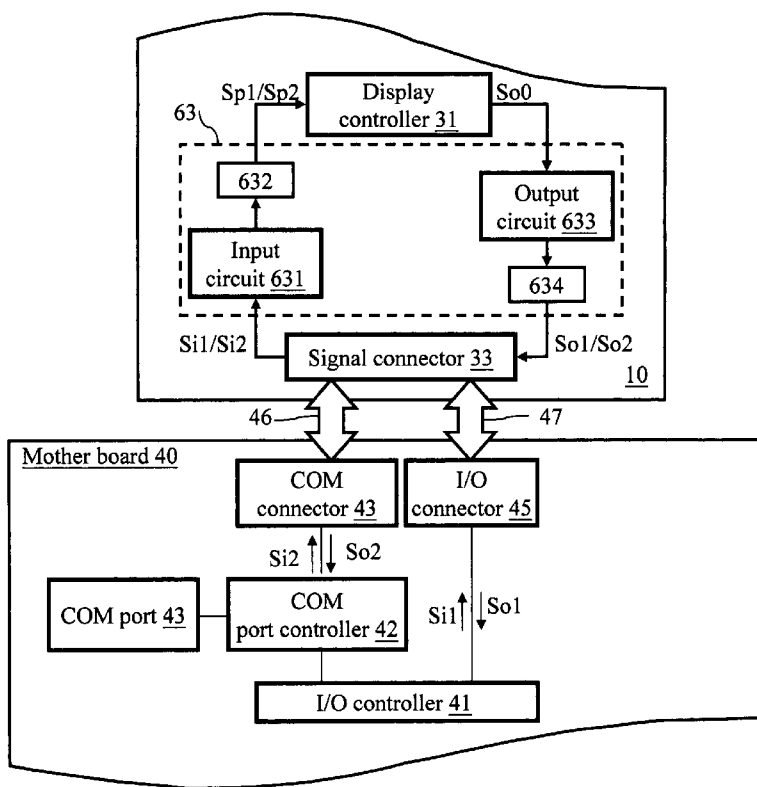 Sp1/Sp2
Display
controller 31
So0
63
632
Output
circuit 633
Input
circuit 631
634
Si1/Si2
So1/So2
Signal connector 33
10
46
47
Mother board 40
COM
connector 43
I/O
connector 45
Si2
So2
COM port 43
COM
port controller 42
Si1
So1
I/O controller 41